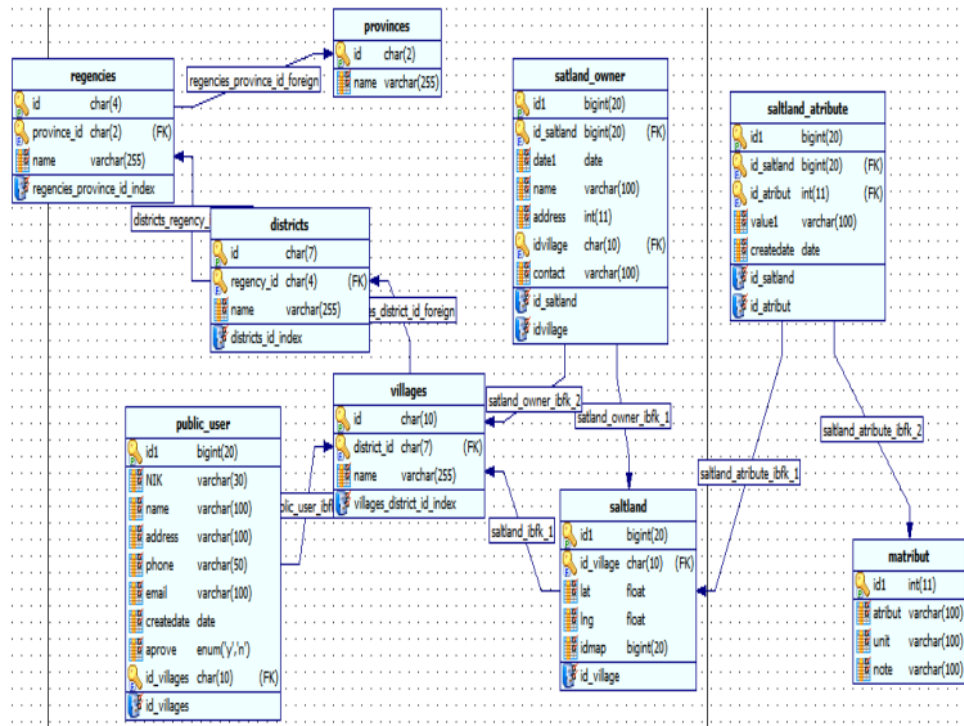 provinces
id char(2)
name varchar(255)
regencies
id char(4)
province_id char(2) (FK)
name varchar(255)
regencies_province_id_index
regencies_province_id_foreign
satland_owner
id1 bigint(20)
id_saltland bigint(20) (FK)
date1 date
name varchar(100)
address int(11)
idvillage char(10) (FK)
contact varchar(100)
id_saltland
idvillage
saltland_atribute
id1 bigint(20)
id_saltland bigint(20) (FK)
id_atribut int(11) (FK)
value1 varchar(100)
createdate date
id_saltland
id_atribut
districts_regency_
districts
id char(7)
regency_id char(4) (FK)
name varchar(255)
districts_id_index
s_district_id_foreign
villages
id char(10)
district_id char(7) (FK)
name varchar(255)
villages_district_id_index
satland_owner_ibfk_2
satland_owner_ibfk_1
public_user
id1 bigint(20)
NIK varchar(30)
name varchar(100)
address varchar(100)
phone varchar(50)
email varchar(100)
createdate date
aprove enum('y','n')
id_villages char(10) (FK)
id_villages
blic_user_ibf
saltland_ibfk_1
saltland
id1 bigint(20)
id_village char(10) (FK)
lat float
lng float
idmap bigint(20)
id_village
saltland_atribute_ibfk_1
saltland_atribute_ibfk_2
matribut
id1 int(11)
atribut varchar(100)
unit varchar(100)
note varchar(100)